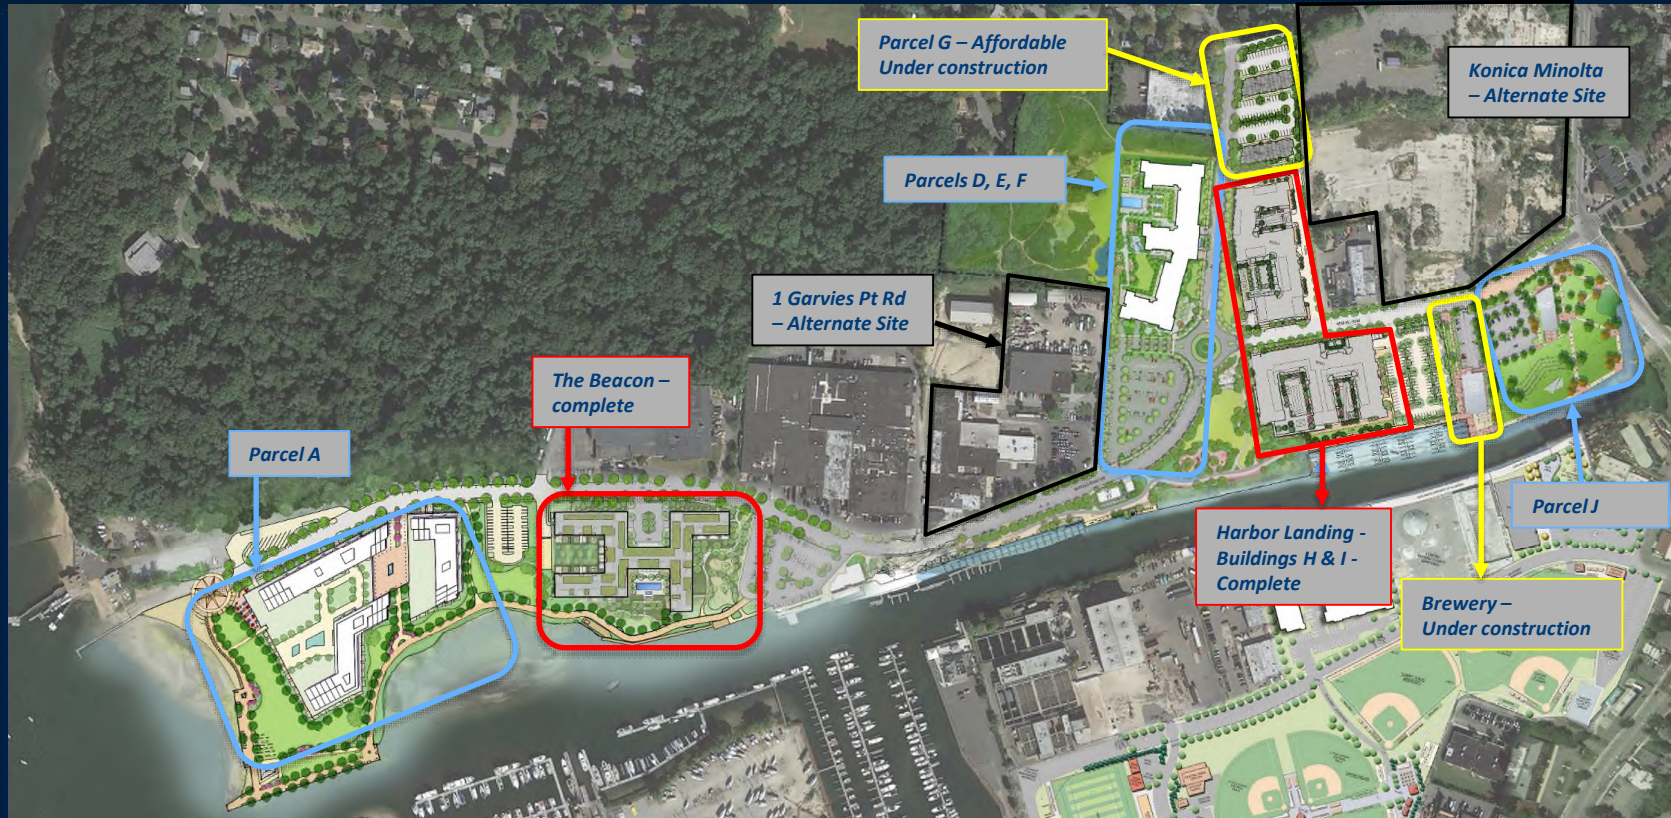 Parcel G – Affordable
Under construction
Konica Minolta
– Alternate Site
Parcels D, E, F
1 Garvies Pt Rd
– Alternate Site
The Beacon –
complete
Parcel A
Parcel J
Harbor Landing -
Buildings H & I -
Complete
Brewery –
Under construction